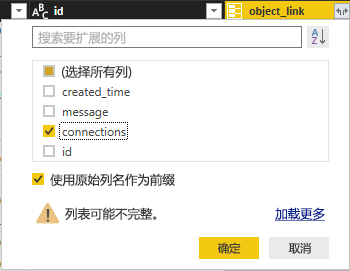 ABC id object_link
搜索要扩展的列 AZ
(选择所有列)
created_time
message
connections
id
使用原始列名作为前缀
列表可能不完整。 加载更多
确定 取消